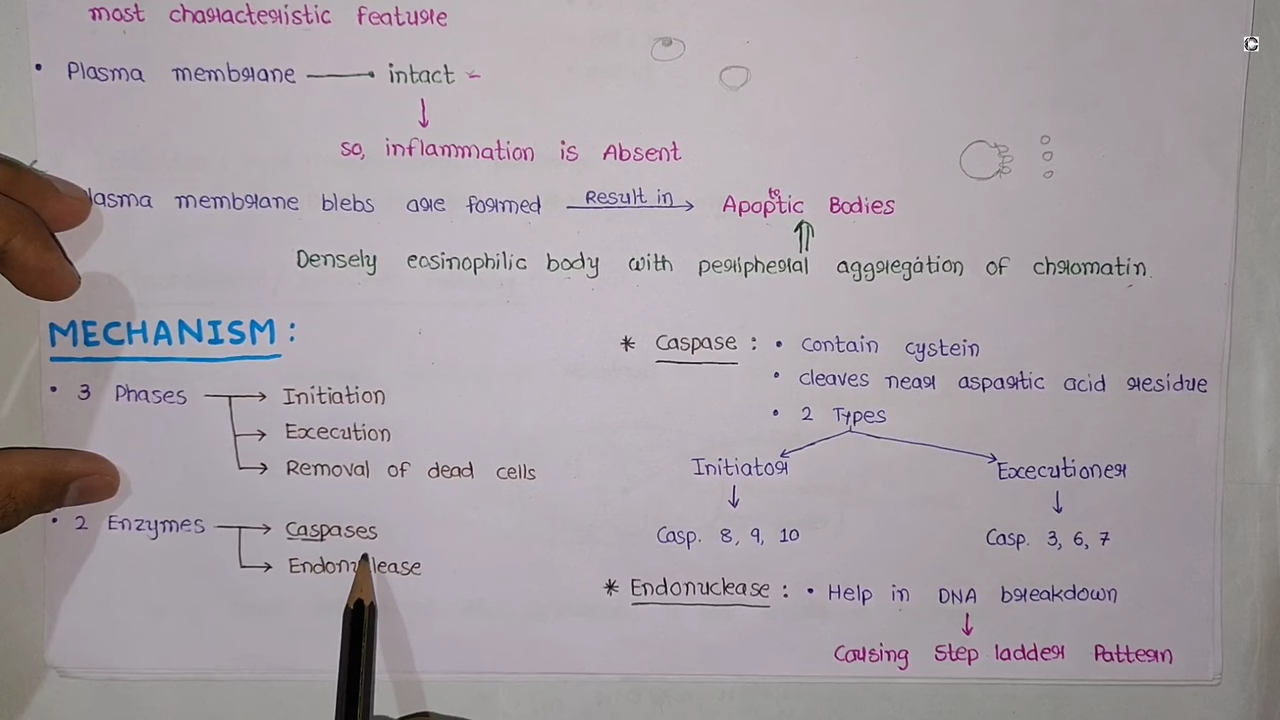 most characteristic feature
• Plasma membrane → intact -
↓
so, inflammation is Absent
lasma membrane blebs are formed Result in → Apoptotic Bodies
⇑
Densely eosinophilic body with peripheral aggregation of chromatin.
MECHANISM:
• 3 Phases → Initiation
→ Execution
→ Removal of dead cells
• 2 Enzymes → Caspases
→ Endonuclease
* Caspase : • contain cystein
• cleaves near aspartic acid residue
• 2 Types
Initiator Executioner
↓ ↓
Casp. 8, 9, 10 Casp. 3, 6, 7
* Endonuclease : • Help in DNA breakdown
↓
Causing Step ladder Pattern